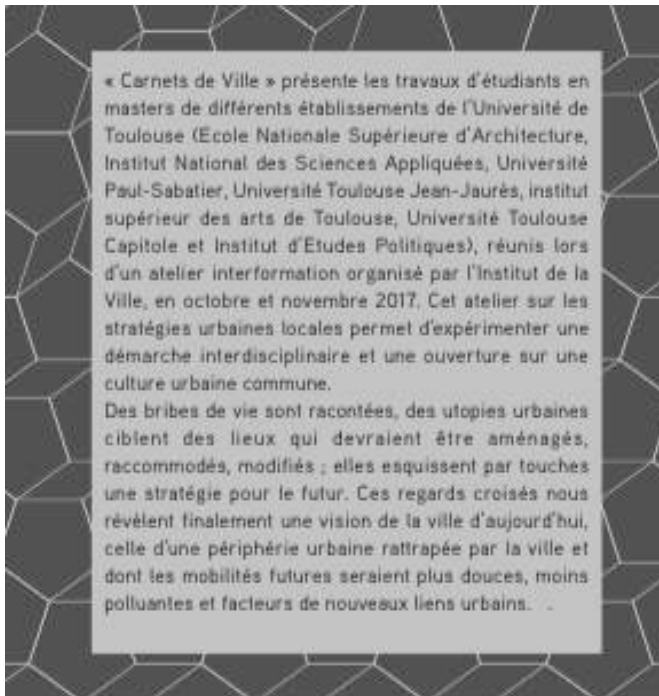 « Carnets de Ville » présente les travaux d'étudiants en
masters de différents établissements de l'Université de
Toulouse (Ecole Nationale Supérieure d'Architecture,
Institut National des Sciences Appliquées, Université
Paul-Sabatier, Université Toulouse Jean-Jaurès, institut
supérieur des arts de Toulouse, Université Toulouse
Capitole et Institut d'Etudes Politiques), réunis lors
d'un atelier interformation organisé par l'Institut de la
Ville, en octobre et novembre 2017. Cet atelier sur les
stratégies urbaines locales permet d'expérimenter une
démarche interdisciplinaire et une ouverture sur une
culture urbaine commune.
Des bribes de vie sont racontées, des utopies urbaines
ciblent des lieux qui devraient être aménagés,
raccommodés, modifiés ; elles esquissent par touches
une stratégie pour le futur. Ces regards croisés nous
révèlent finalement une vision de la ville d'aujourd'hui,
celle d'une périphérie urbaine rattrapée par la ville et
dont les mobilités futures seraient plus douces, moins
polluantes et facteurs de nouveaux liens urbains. .